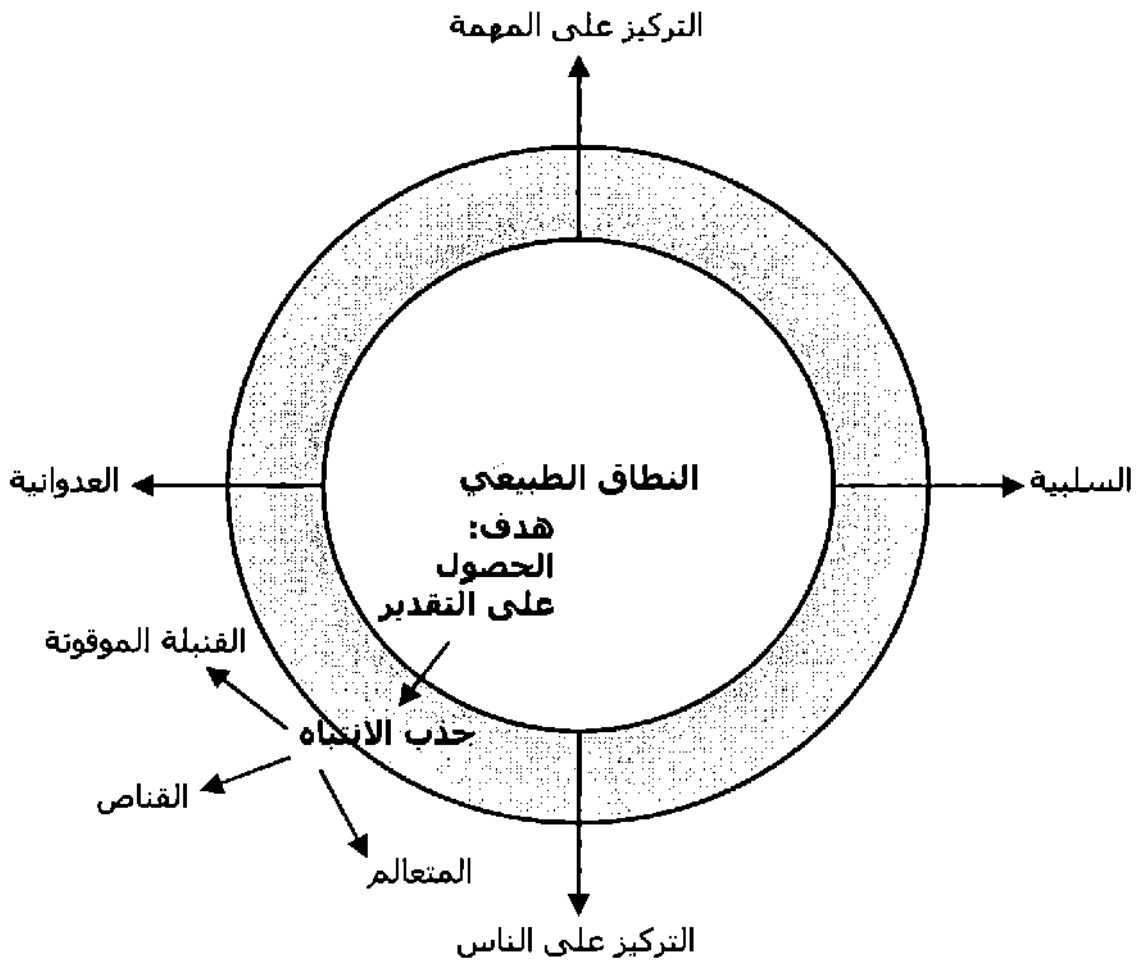 التركيز على المهمة
العدوانية
النطاق الطبيعي
السلبية
هدف:
الحصول
على التقدير
القنبلة الموقوتة
جذب الانتباه
القناص
المتعالم
التركيز على الناس